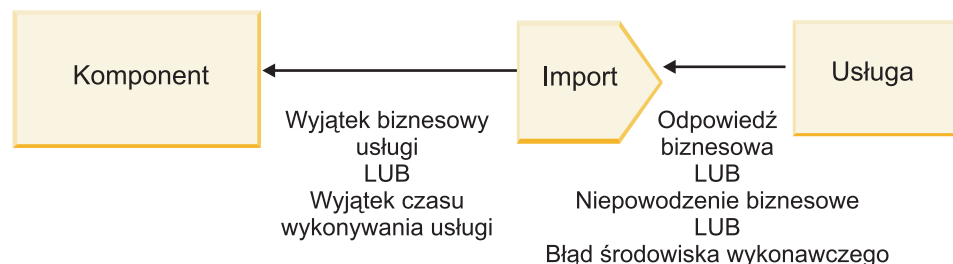 Komponent
Import
Usługa
Wyjątek biznesowy
usługi
LUB
Wyjątek czasu
wykonywania usługi
Odpowiedź
biznesowa
LUB
Niepowodzenie biznesowe
LUB
Błąd środowiska wykonawczego